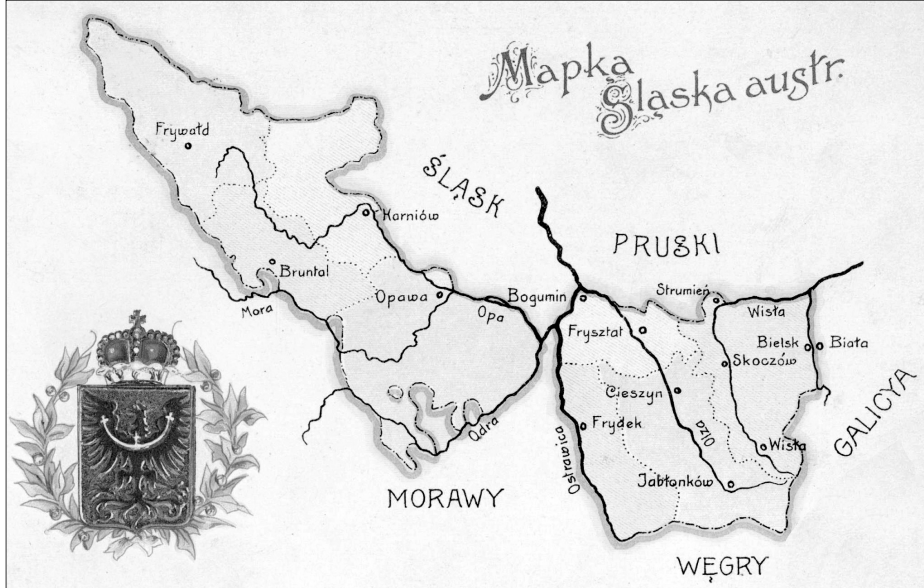 Mapka
Śląska austr.
Frywałd
ŚLĄSK
PRUSKI
Karniów
Bruntal
Mora
Opawa
Opa
Bogumin
Strumień
Wisła
Frysztat
Bielsk
Biała
Skoczów
Cieszyn
GALICYA
Frydek
Olza
Odra
Wisła
Ostrawica
Jabłonków
MORAWY
WĘGRY